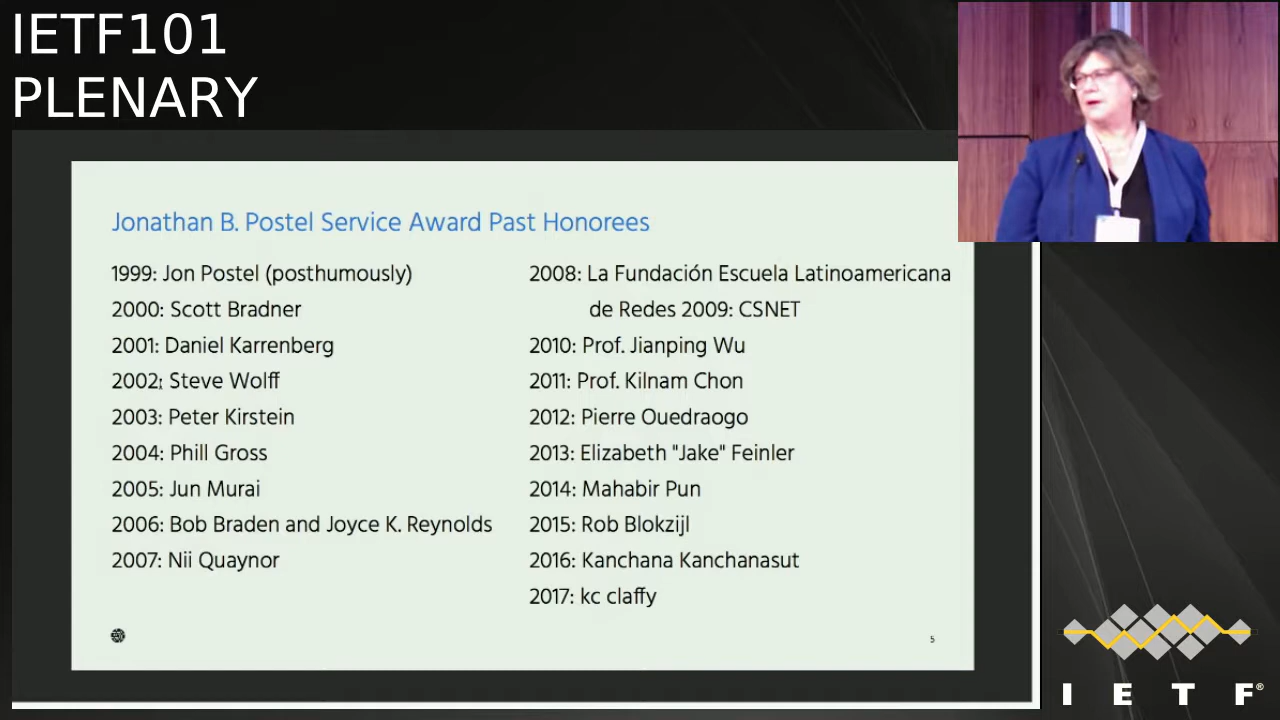 IETF101
PLENARY
Jonathan B. Postel Service Award Past Honorees
1999: Jon Postel (posthumously)
2000: Scott Bradner
2001: Daniel Karrenberg
2002: Steve Wolff
2003: Peter Kirstein
2004: Phill Gross
2005: Jun Murai
2006: Bob Braden and Joyce K. Reynolds
2007: Nii Quaynor
2008: La Fundación Escuela Latinoamericana
de Redes 2009: CSNET
2010: Prof. Jianping Wu
2011: Prof. Kilnam Chon
2012: Pierre Ouedraogo
2013: Elizabeth "Jake" Feinler
2014: Mahabir Pun
2015: Rob Blokzijl
2016: Kanchana Kanchanasut
2017: kc claffy
5
I E T F®